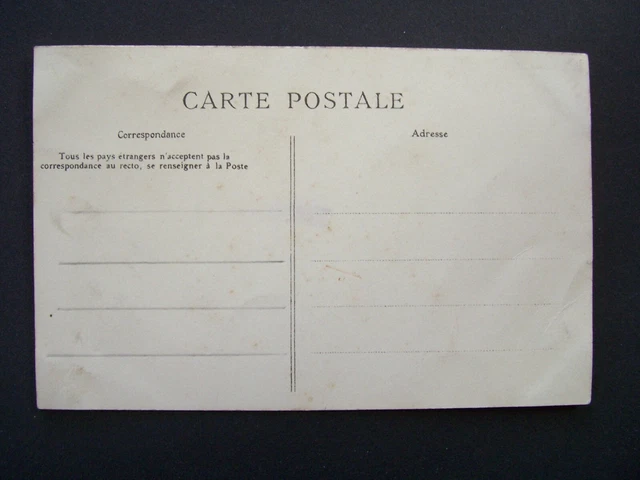 CARTE POSTALE
Correspondance
Adresse
Tous les pays étrangers n'acceptent pas la
correspondance au recto, se renseigner à la Poste